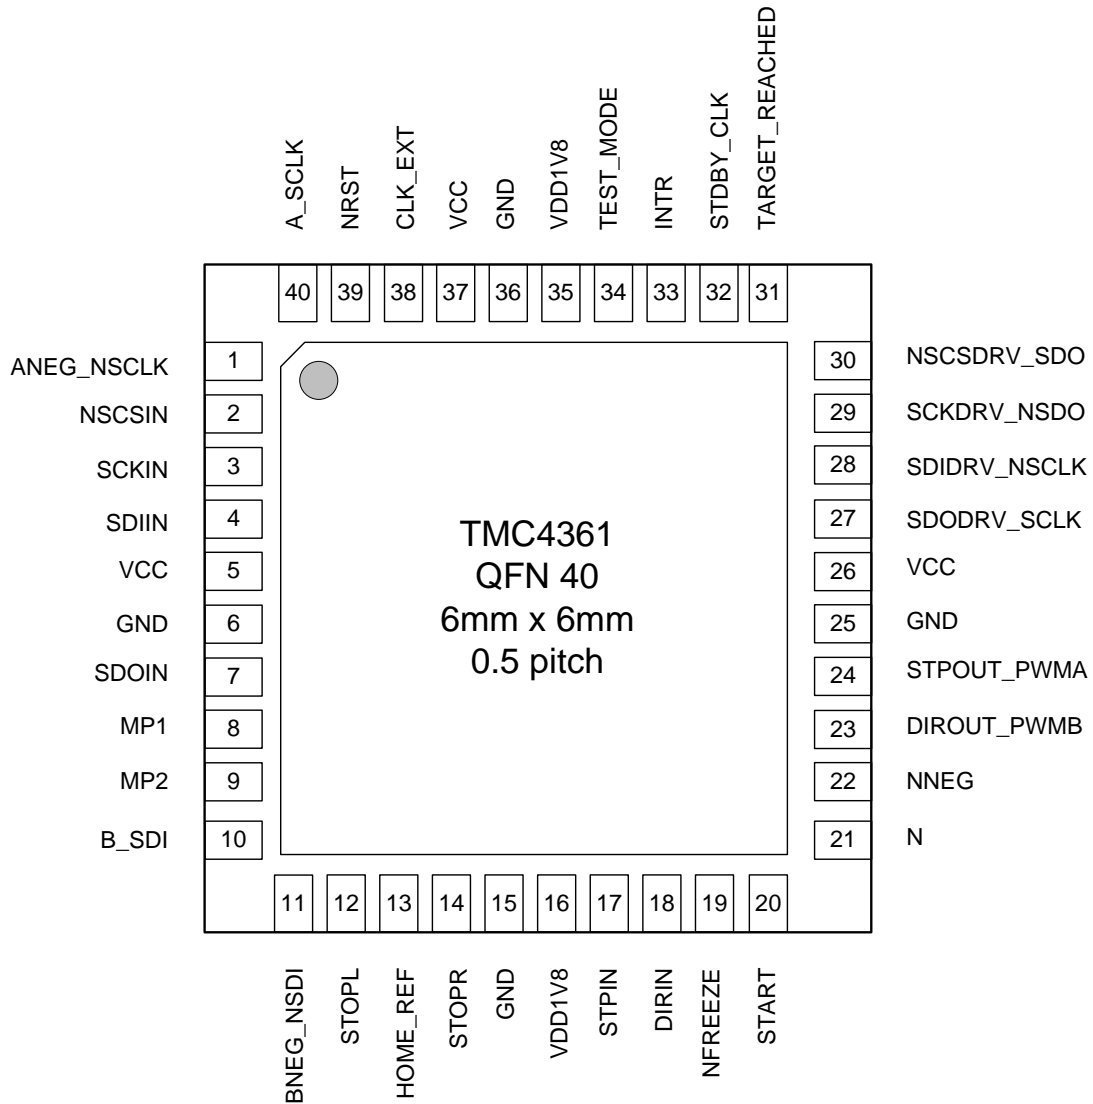 A_SCLK
NRST
CLK_EXT
VCC
GND
VDD1V8
TEST_MODE
INTR
STDBY_CLK
TARGET_REACHED
40
39
38
37
36
35
34
33
32
31
ANEG_NSCLK
1
NSCSIN
2
SCKIN
3
SDIIN
4
VCC
5
GND
6
SDOIN
7
MP1
8
MP2
9
B_SDI
10
TMC4361
QFN 40
6mm x 6mm
0.5 pitch
30
NSCSDRV_SDO
29
SCKDRV_NSDO
28
SDIDRV_NSCLK
27
SDODRV_SCLK
26
VCC
25
GND
24
STPOUT_PWMA
23
DIROUT_PWMB
22
NNEG
21
N
11
12
13
14
15
16
17
18
19
20
BNEG_NSDI
STOPL
HOME_REF
STOPR
GND
VDD1V8
STPIN
DIRIN
NFREEZE
START